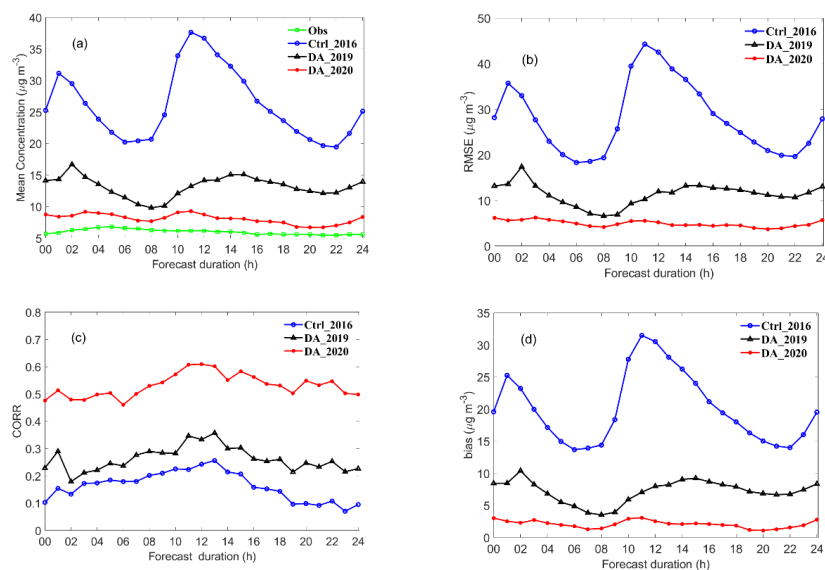 (a)
Obs
Ctrl_2016
DA_2019
DA_2020
40
35
30
25
20
15
10
5
Mean Concentration (μg m⁻³)
00 02 04 06 08 10 12 14 16 18 20 22 24
Forecast duration (h)
(b)
Ctrl_2016
DA_2019
DA_2020
50
40
30
20
10
0
RMSE (μg m⁻³)
00 02 04 06 08 10 12 14 16 18 20 22 24
Forecast duration (h)
(c)
Ctrl_2016
DA_2019
DA_2020
0.8
0.7
0.6
0.5
0.4
0.3
0.2
0.1
0
CORR
00 02 04 06 08 10 12 14 16 18 20 22 24
Forecast duration (h)
(d)
Ctrl_2016
DA_2019
DA_2020
35
30
25
20
15
10
5
0
bias (μg m⁻³)
00 02 04 06 08 10 12 14 16 18 20 22 24
Forecast duration (h)